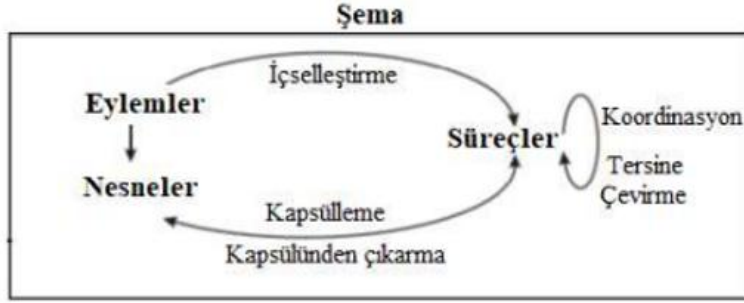 Şema
Eylemler
İçselleştirme
Süreçler
Koordinasyon
Tersine
Çevirme
Nesneler
Kapsülleme
Kapsülünden çıkarma